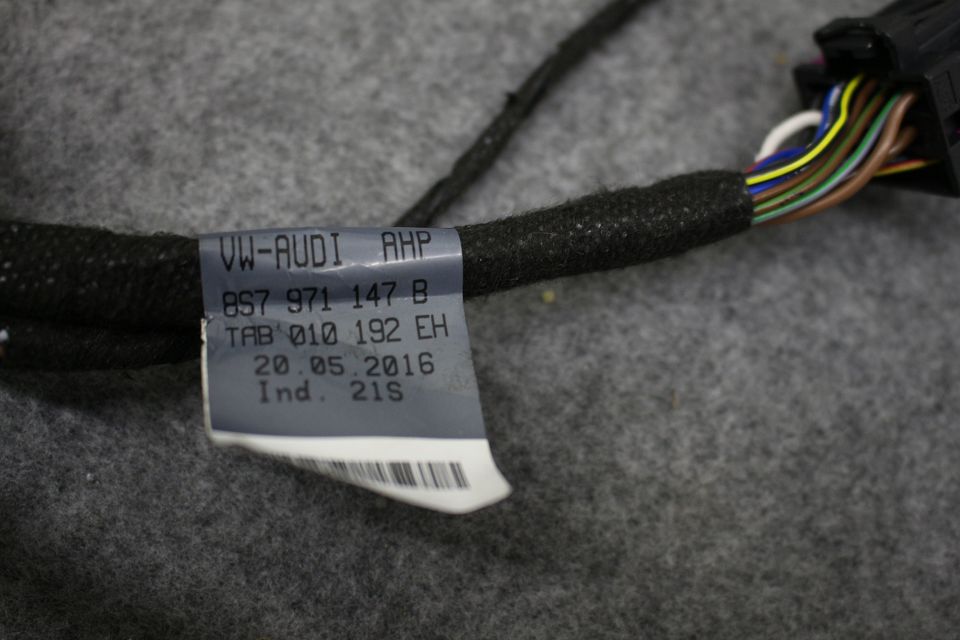 VW-AUDI AHP
8S7 971 147 B
TAB 010 192 EH
20.05.2016
Ind. 21S